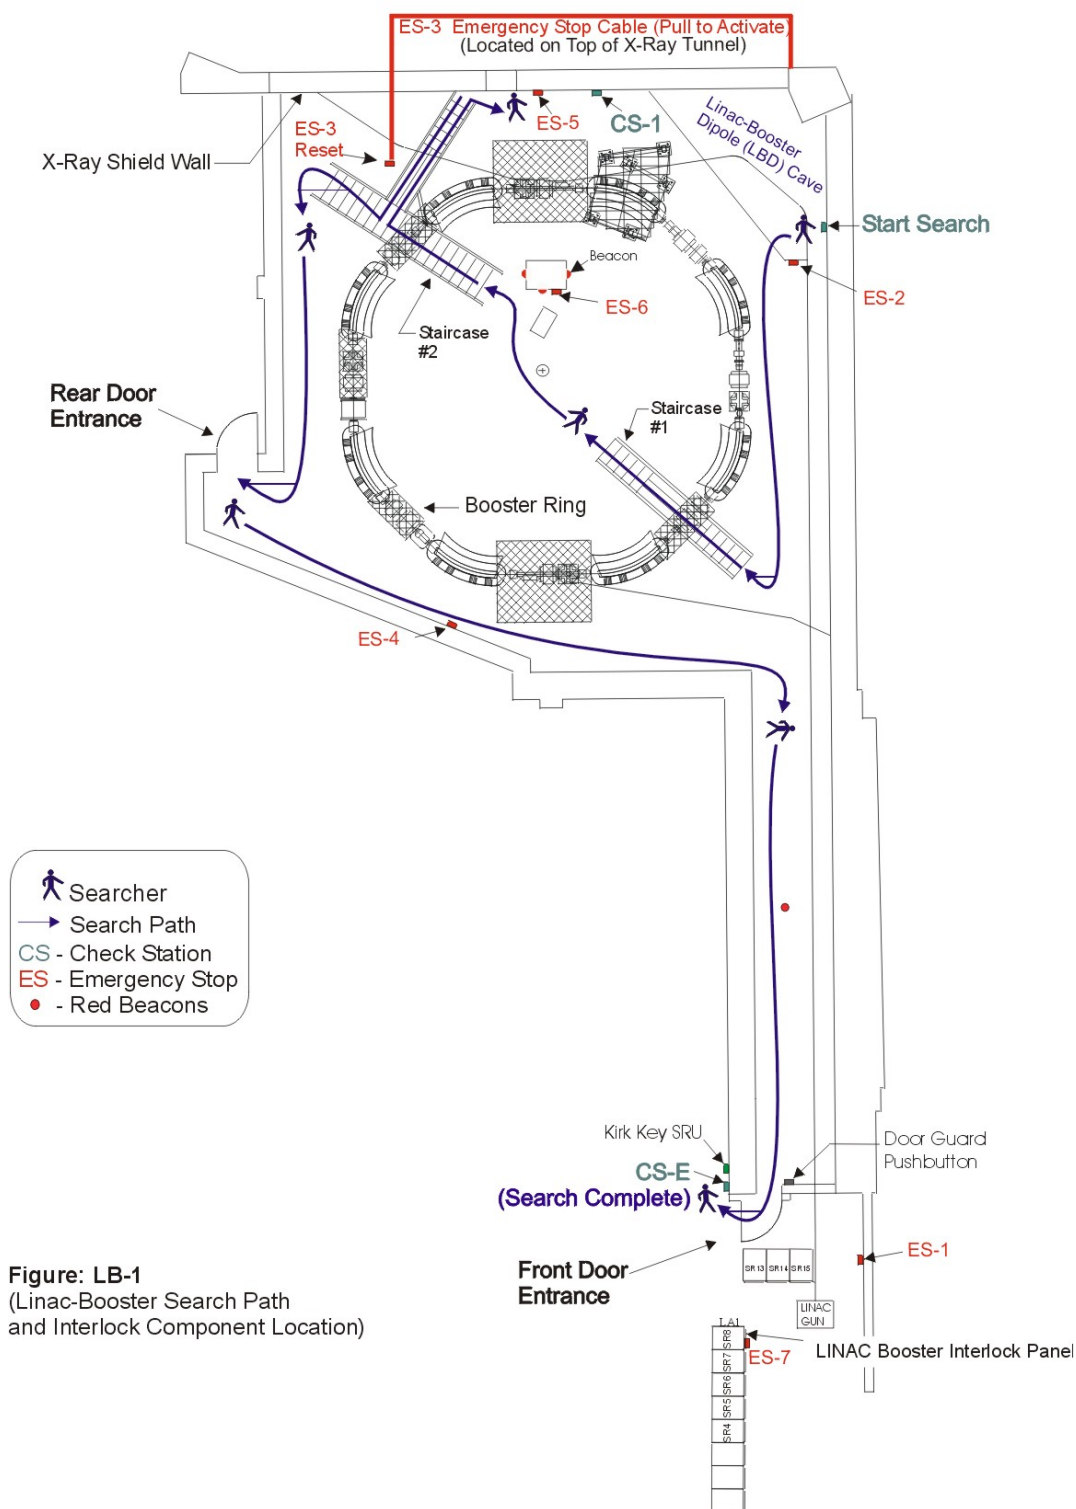 ES-3  Emergency Stop Cable (Pull to Activate)
(Located on Top of X-Ray Tunnel)
Linac-Booster
Dipole (LBD) Cave
ES-5
CS-1
ES-3
Reset
X-Ray Shield Wall
Start Search
Beacon
ES-2
ES-6
Staircase
#2
Rear Door
Entrance
Staircase
#1
Booster Ring
ES-4
Searcher
Search Path
CS - Check Station
ES - Emergency Stop
- Red Beacons
Kirk Key SRU
Door Guard
Pushbutton
CS-E
(Search Complete)
ES-1
Front Door
Entrance
SR13 SR14 SR15
Figure: LB-1
(Linac-Booster Search Path
and Interlock Component Location)
LINAC
GUN
LA1
SR8
LINAC Booster Interlock Panel
ES-7
SR7
SR6
SR5
SR4